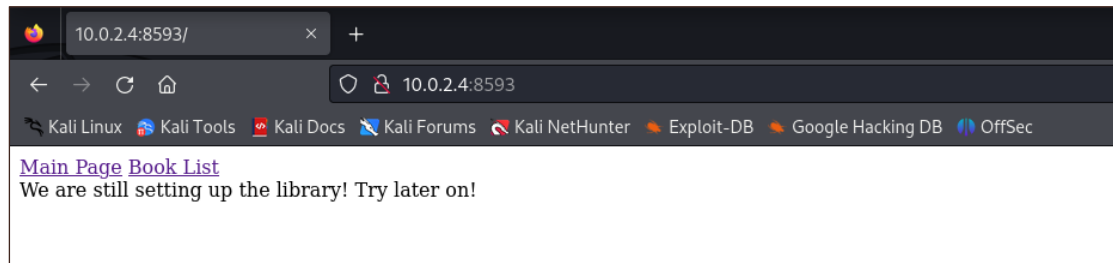 10.0.2.4:8593/
10.0.2.4:8593
Kali Linux Kali Tools Kali Docs Kali Forums Kali NetHunter Exploit-DB Google Hacking DB OffSec
Main Page Book List
We are still setting up the library! Try later on!